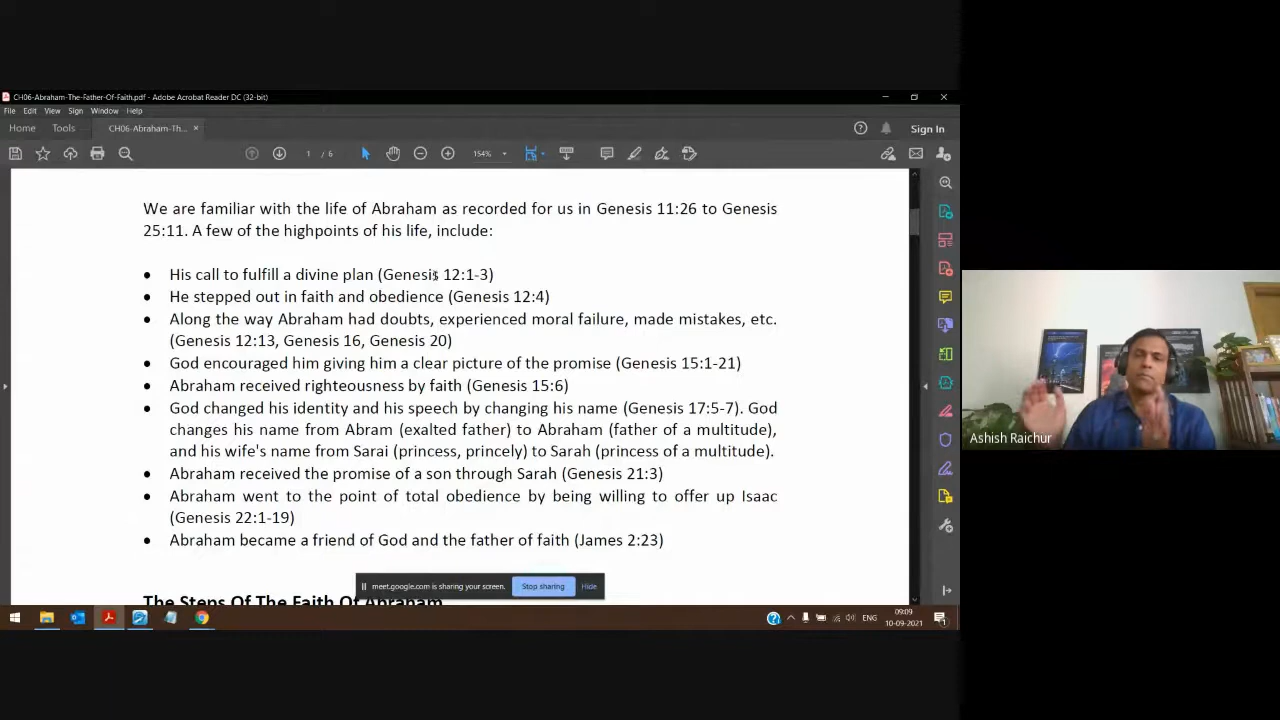 CH06-Abraham-The-Father-Of-Faith.pdf - Adobe Acrobat Reader DC (32-bit)
File Edit View Sign Window Help
Home Tools CH06-Abraham-Th... × Sign In
1 / 6 154%
We are familiar with the life of Abraham as recorded for us in Genesis 11:26 to Genesis
25:11. A few of the highpoints of his life, include:
• His call to fulfill a divine plan (Genesis 12:1-3)
• He stepped out in faith and obedience (Genesis 12:4)
• Along the way Abraham had doubts, experienced moral failure, made mistakes, etc.
(Genesis 12:13, Genesis 16, Genesis 20)
• God encouraged him giving him a clear picture of the promise (Genesis 15:1-21)
• Abraham received righteousness by faith (Genesis 15:6)
• God changed his identity and his speech by changing his name (Genesis 17:5-7). God
changes his name from Abram (exalted father) to Abraham (father of a multitude),
and his wife's name from Sarai (princess, princely) to Sarah (princess of a multitude).
• Abraham received the promise of a son through Sarah (Genesis 21:3)
• Abraham went to the point of total obedience by being willing to offer up Isaac
(Genesis 22:1-19)
• Abraham became a friend of God and the father of faith (James 2:23)
The Steps Of The Faith Of Abraham
meet.google.com is sharing your screen. Stop sharing Hide
ENG
09:09
10-09-2021
Ashish Raichur